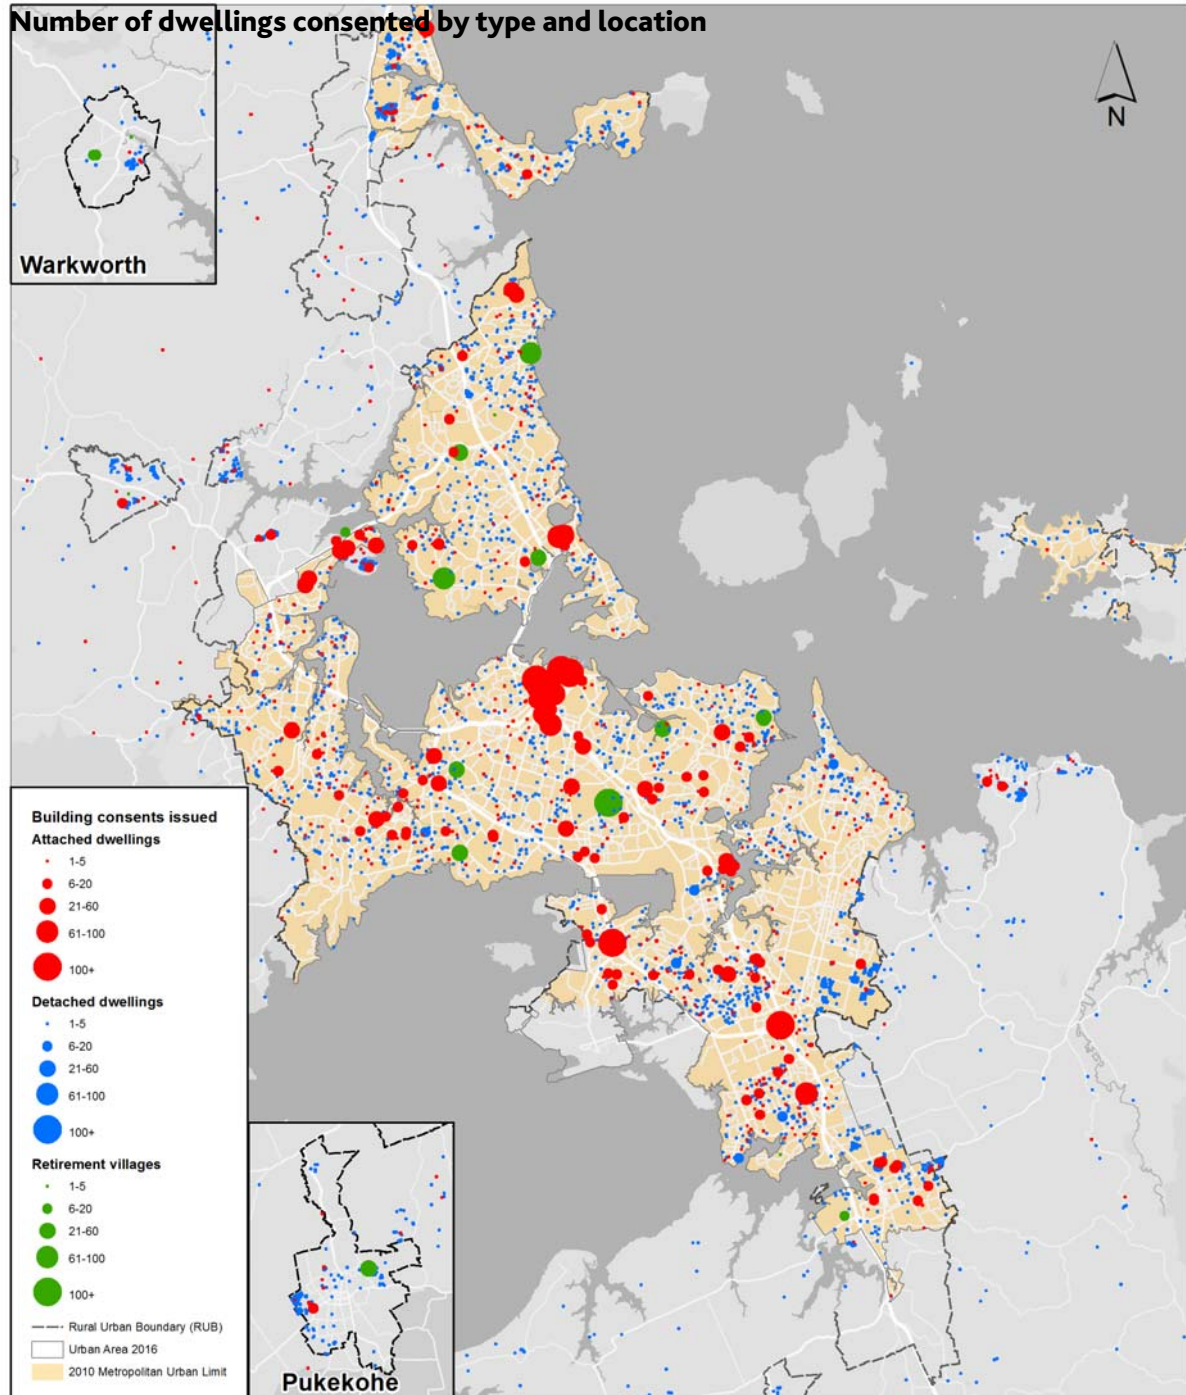 Number of dwellings consented by type and location
N
Warkworth
Building consents issued
Attached dwellings
1-5
6-20
21-60
61-100
100+
Detached dwellings
1-5
6-20
21-60
61-100
100+
Retirement villages
1-5
6-20
21-60
61-100
100+
Rural Urban Boundary (RUB)
Urban Area 2016
2010 Metropolitan Urban Limit
Pukekohe